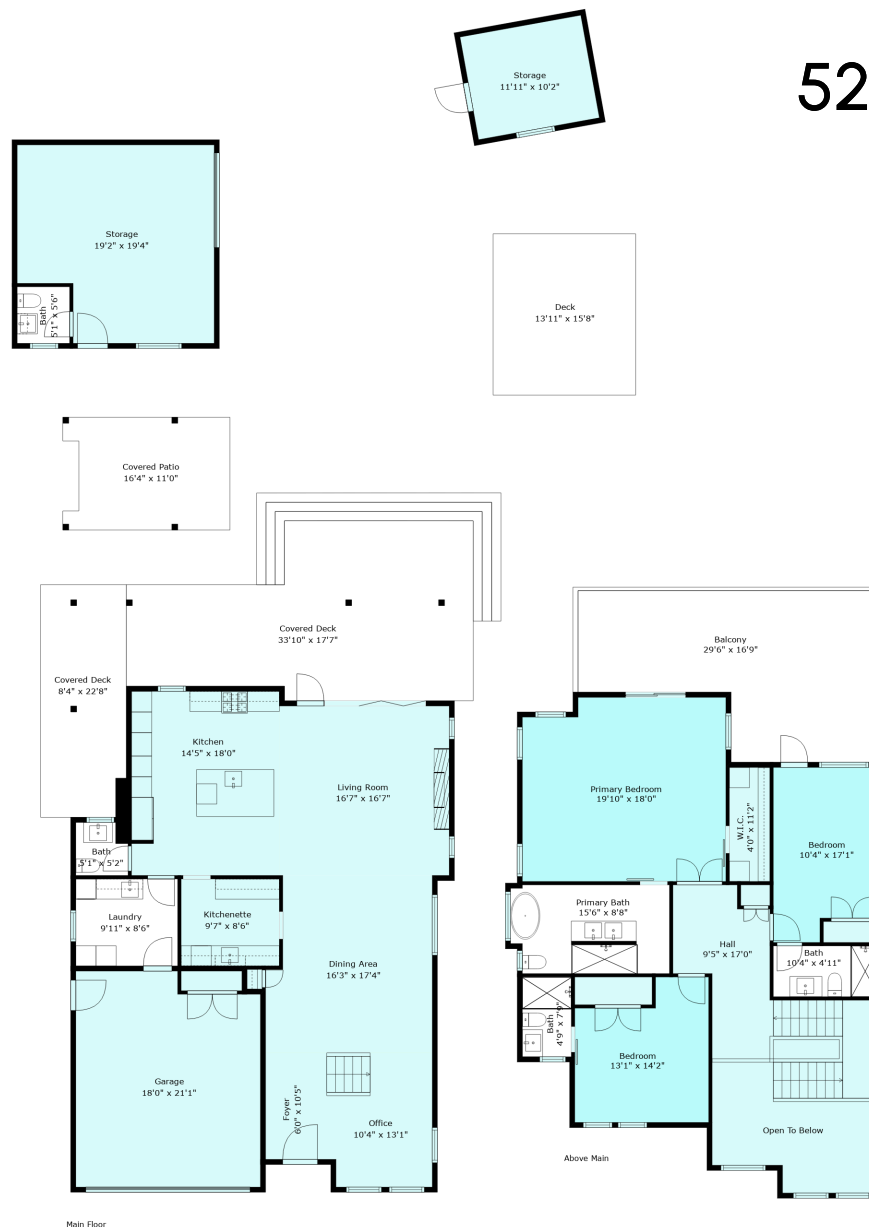 52
Storage
11'11" x 10'2"
Storage
19'2" x 19'4"
Bath
5'1" x 5'6"
Deck
13'11" x 15'8"
Covered Patio
16'4" x 11'0"
Covered Deck
33'10" x 17'7"
Covered Deck
8'4" x 22'8"
Kitchen
14'5" x 18'0"
Living Room
16'7" x 16'7"
Bath
5'1" x 5'2"
Laundry
9'11" x 8'6"
Kitchenette
9'7" x 8'6"
Dining Area
16'3" x 17'4"
Garage
18'0" x 21'1"
Foyer
6'0" x 10'5"
Office
10'4" x 13'1"
Main Floor
Balcony
29'6" x 16'9"
Primary Bedroom
19'10" x 18'0"
W.I.C.
4'0" x 11'2"
Bedroom
10'4" x 17'1"
Primary Bath
15'6" x 8'8"
Hall
9'5" x 17'0"
Bath
10'4" x 4'11"
Bath
4'9" x 7'9"
Bedroom
13'1" x 14'2"
Open To Below
Above Main